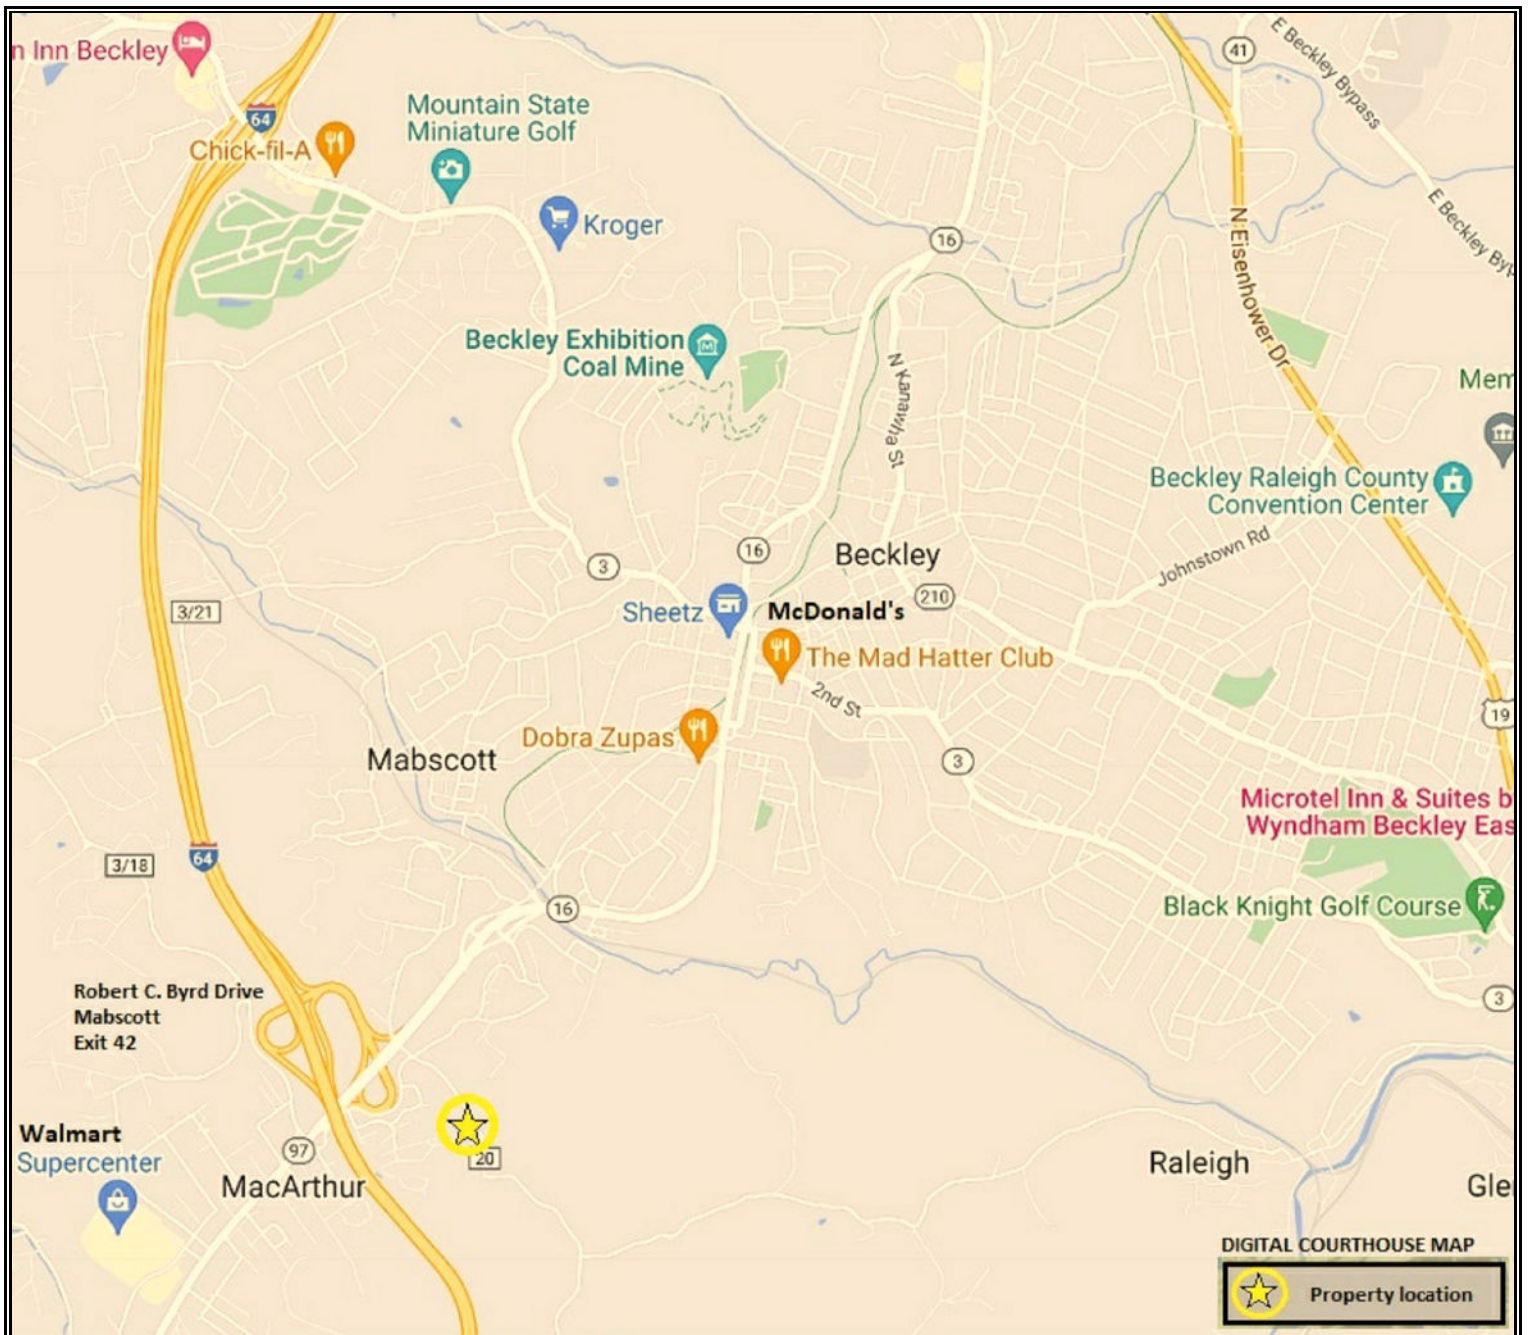 n Inn Beckley
64
Chick-fil-A
Mountain State
Miniature Golf
Kroger
41
E Beckley Bypass
E Beckley Byp
N Eisenhower Dr
16
Beckley Exhibition
Coal Mine
N Kanawha St
Mem
Beckley Raleigh County
Convention Center
Johnstown Rd
16
Beckley
3
210
3/21
Sheetz
McDonald's
The Mad Hatter Club
2nd St
19
Dobra Zupas
Mabscott
3
Microtel Inn & Suites b
Wyndham Beckley Eas
3/18
64
16
Black Knight Golf Course
3
Robert C. Byrd Drive
Mabscott
Exit 42
Walmart
Supercenter
97
20
MacArthur
Raleigh
Gle
DIGITAL COURTHOUSE MAP
Property location